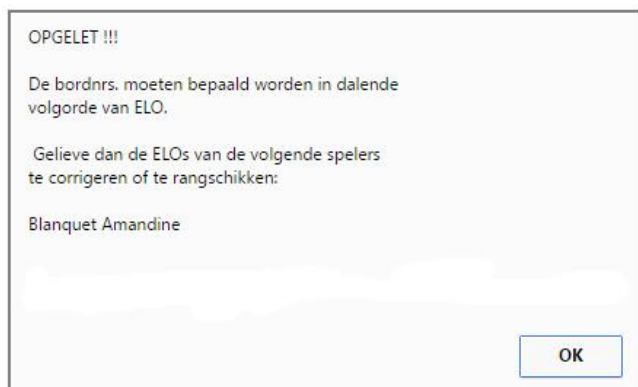 OPGELET !!!
De bordnrs. moeten bepaald worden in dalende
volgorde van ELO.
Gelieve dan de ELOs van de volgende spelers
te corrigeren of te rangschikken:
Blanquet Amandine
OK